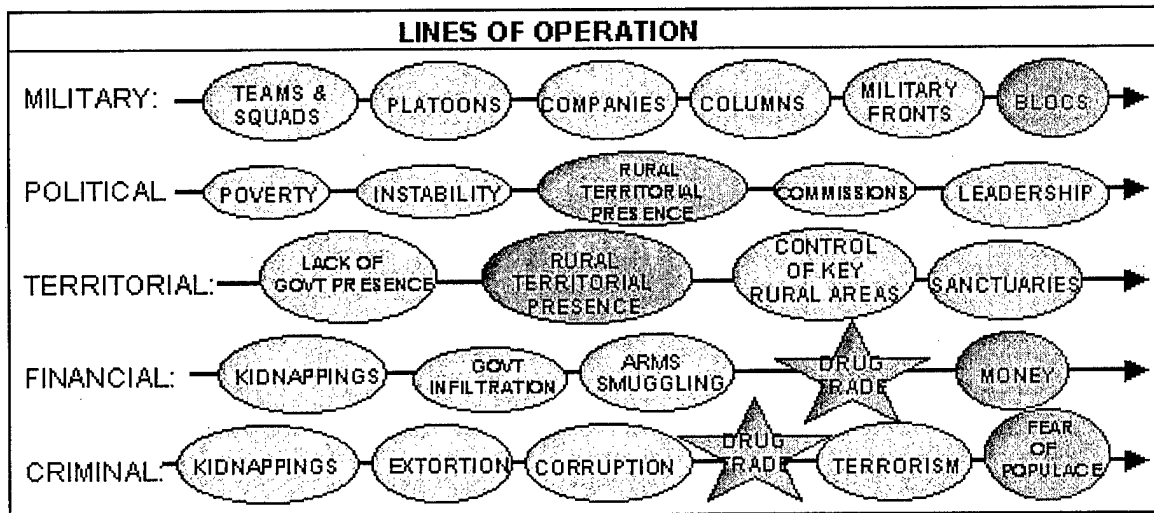 LINES OF OPERATION
MILITARY:
TEAMS &
SQUADS
PLATOONS
COMPANIES
COLUMNS
MILITARY
FRONTS
BLOCS
POLITICAL
POVERTY
INSTABILITY
RURAL
TERRITORIAL
PRESENCE
COMMISSIONS
LEADERSHIP
TERRITORIAL:
LACK OF
GOVT PRESENCE
RURAL
TERRITORIAL
PRESENCE
CONTROL
OF KEY
RURAL AREAS
SANCTUARIES
FINANCIAL:
KIDNAPPINGS
GOVT
INFILTRATION
ARMS
SMUGGLING
DRUG
TRADE
MONEY
CRIMINAL:
KIDNAPPINGS
EXTORTION
CORRUPTION
DRUG
TRADE
TERRORISM
FEAR
OF
POPULACE